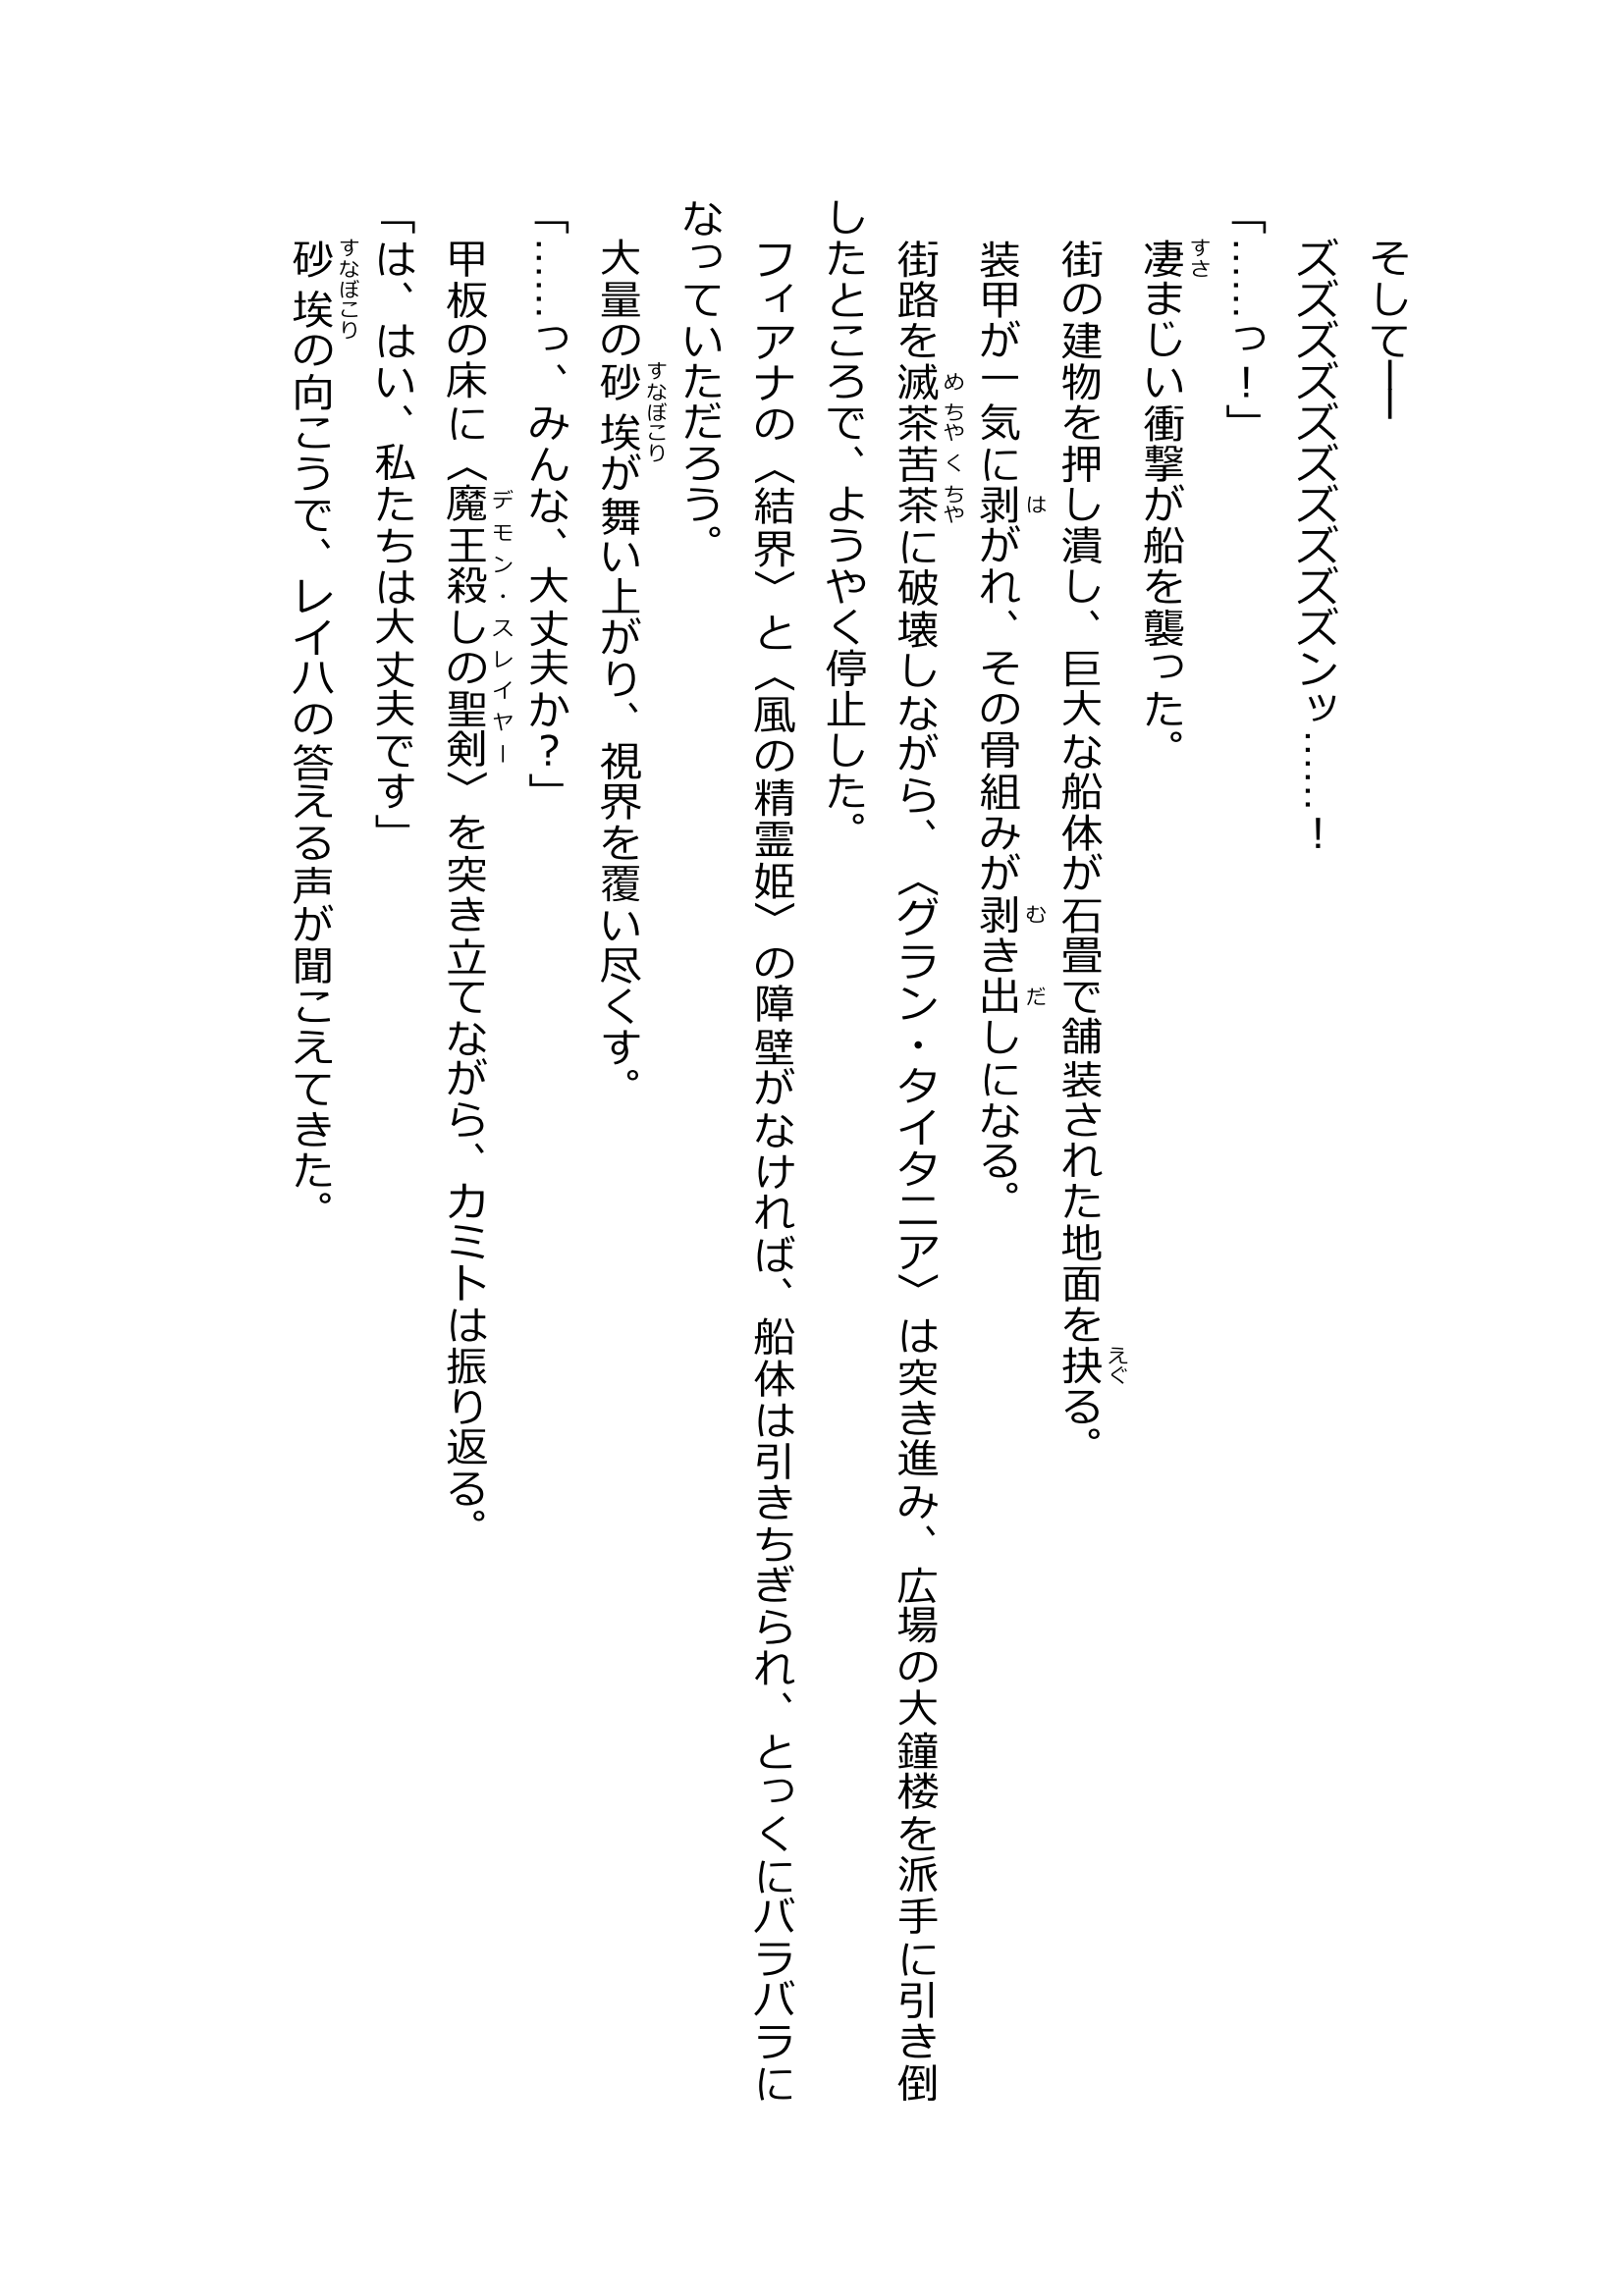 そして――
ズズズズズズズズズズンッ……！
「……っ！」
凄まじい衝撃が船を襲った。
街の建物を押し潰し、巨大な船体が石畳で舗装された地面を抉る。
装甲が一気に剥がれ、その骨組みが剥き出しになる。
街路を滅茶苦茶に破壊しながら、〈グラン・タイタニア〉は突き進み、広場の大鐘楼を派手に引き倒
したところで、ようやく停止した。
フィアナの〈結界〉と〈風の精霊姫〉の障壁がなければ、船体は引きちぎられ、とっくにバラバラに
なっていただろう。
大量の砂埃が舞い上がり、視界を覆い尽くす。
「……っ、みんな、大丈夫か？」
甲板の床に〈魔王殺しの聖剣〉を突き立てながら、カミトは振り返る。
「は、はい、私たちは大丈夫です」
砂埃の向こうで、レイハの答える声が聞こえてきた。